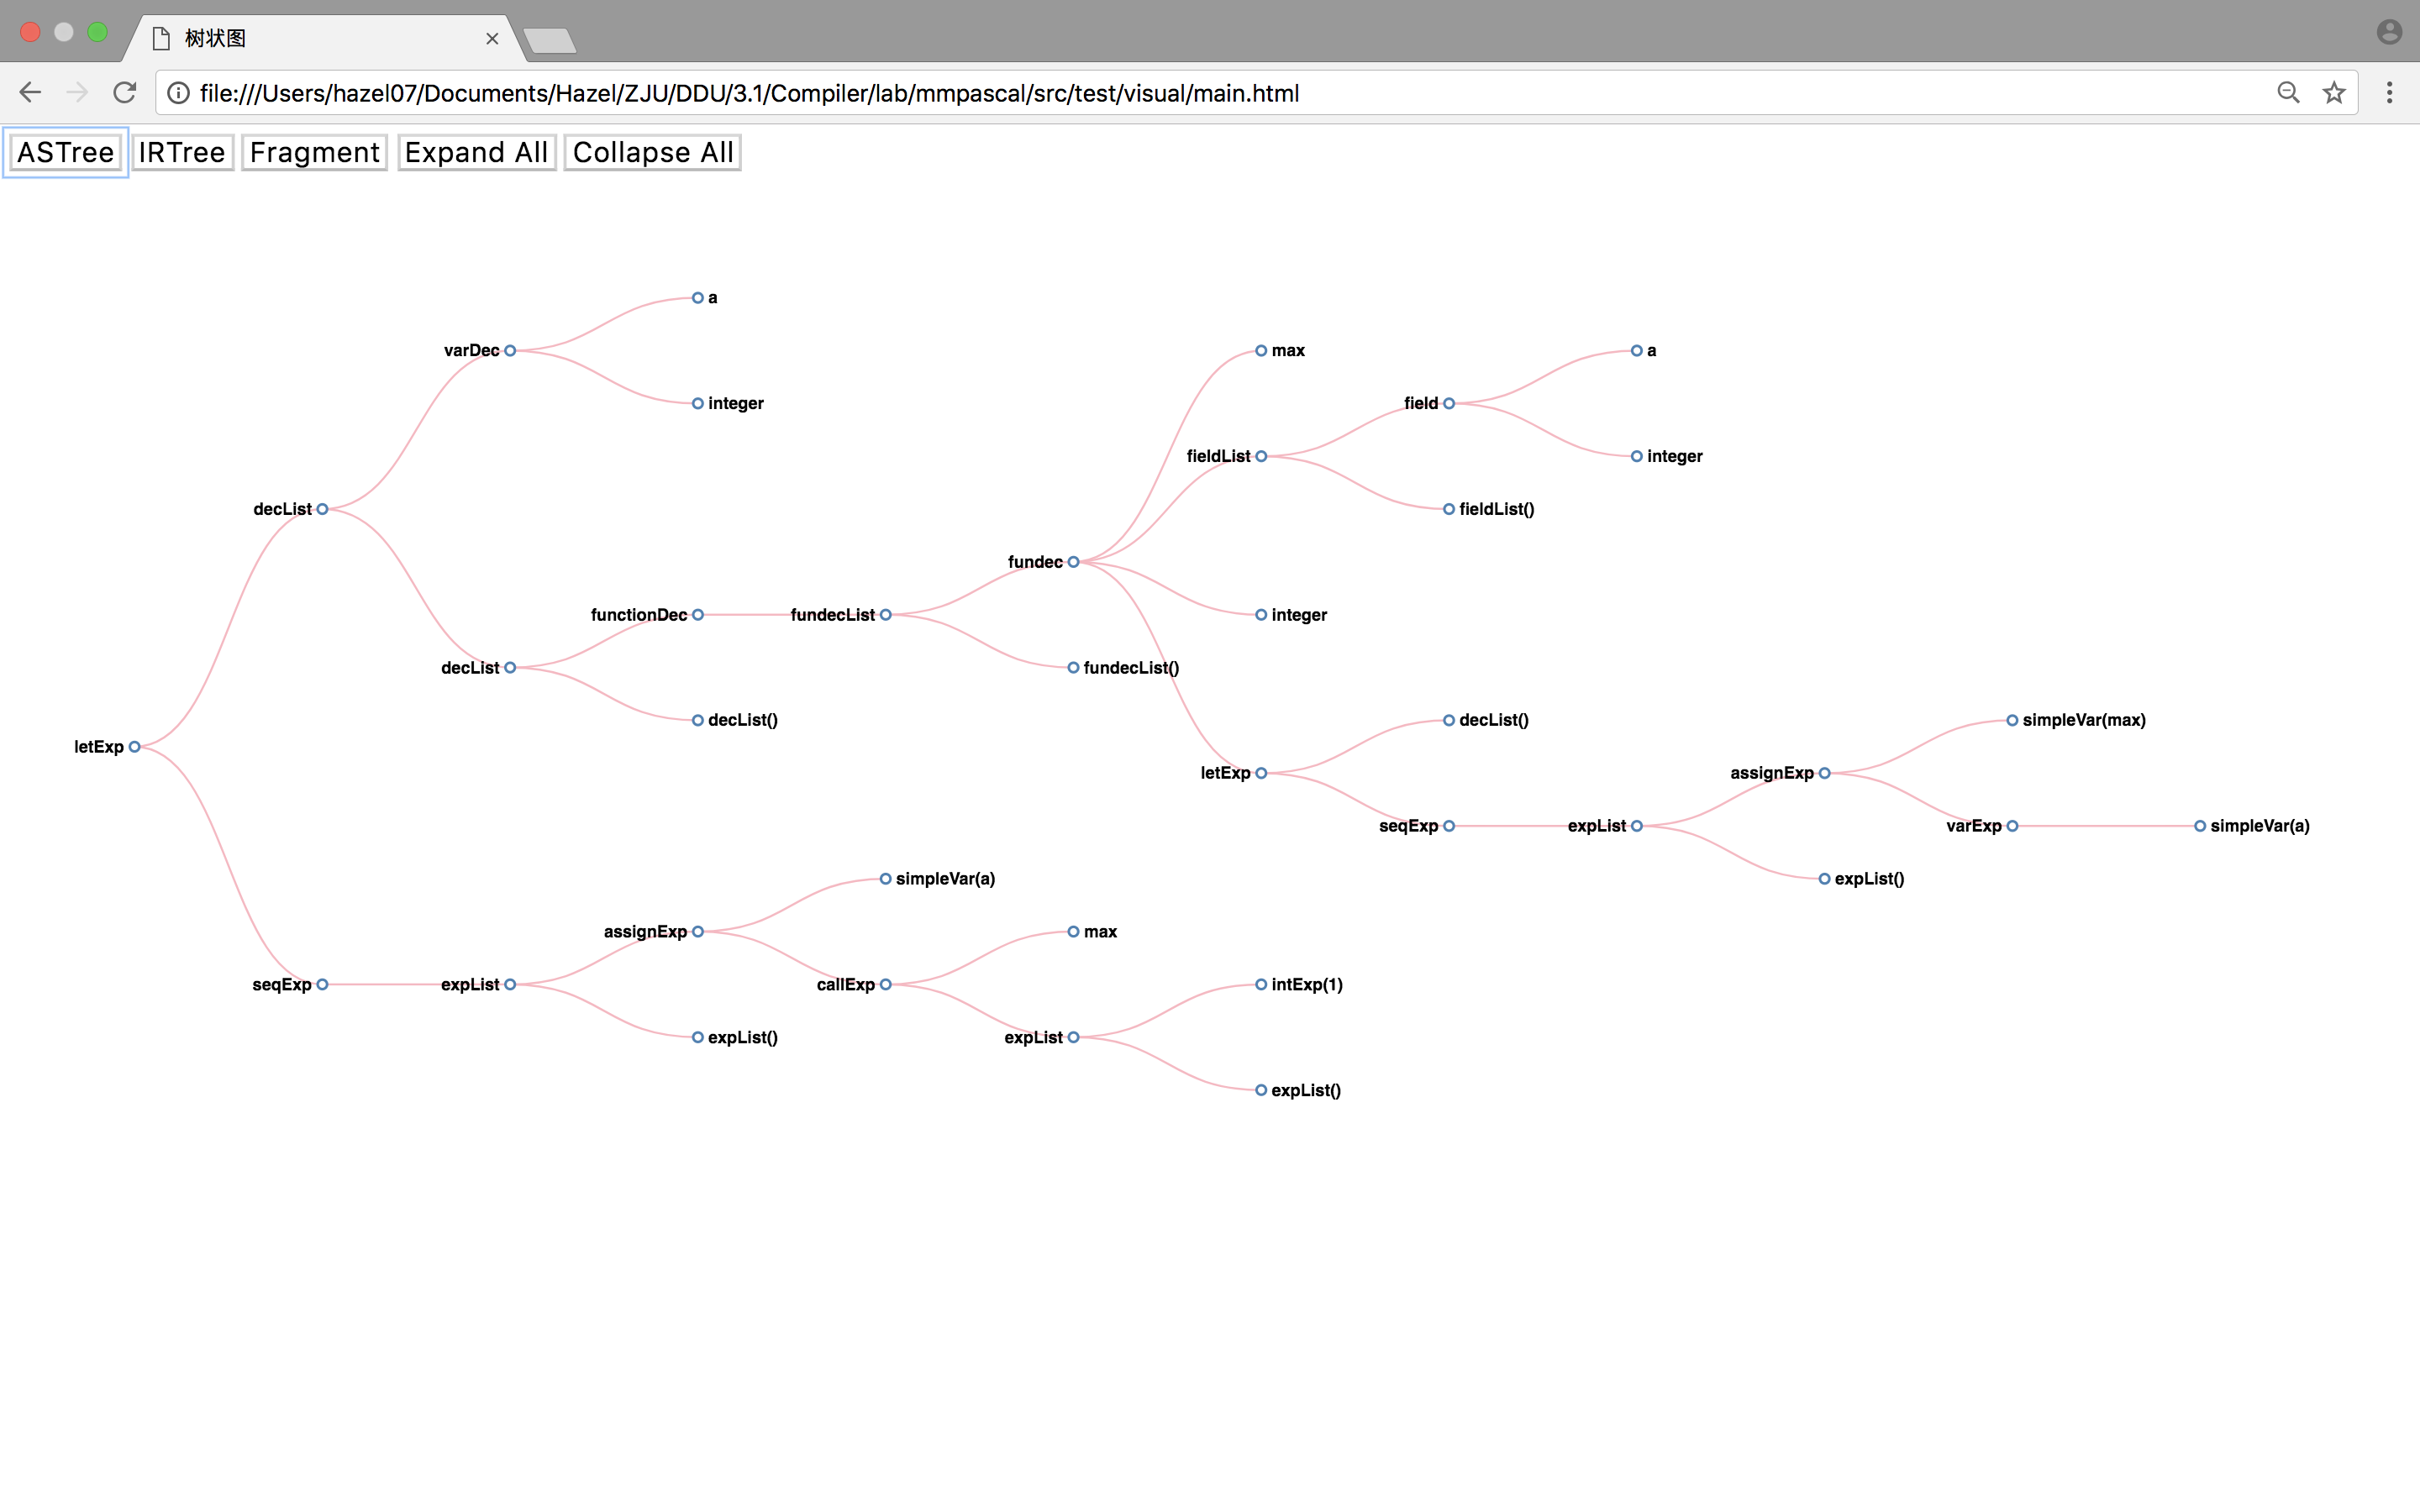 树状图
file:///Users/hazel07/Documents/Hazel/ZJU/DDU/3.1/Compiler/lab/mmpascal/src/test/visual/main.html
ASTree IRTree Fragment Expand All Collapse All
a
varDec max a
integer field
fieldList integer
decList fieldList()
fundec
functionDec fundecList integer
decList fundecList()
decList() decList() simpleVar(max)
letExp
letExp assignExp
seqExp expList varExp simpleVar(a)
simpleVar(a) expList()
assignExp max
seqExp expList callExp intExp(1)
expList() expList
expList()